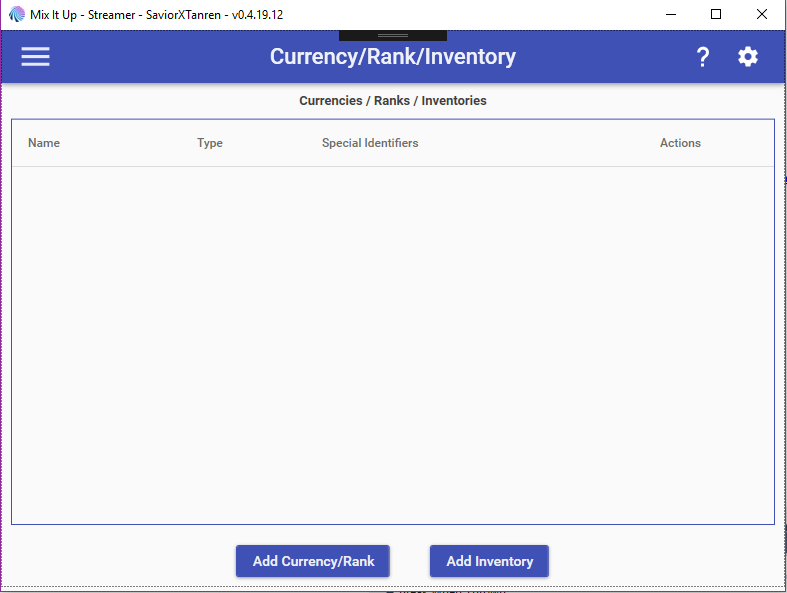 Mix It Up - Streamer - SaviorXTanren - v0.4.19.12
Currency/Rank/Inventory ?
Currencies / Ranks / Inventories
Name Type Special Identifiers Actions
Add Currency/Rank Add Inventory